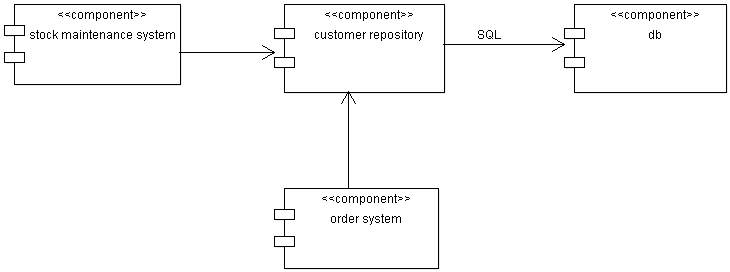 <<component>>
stock maintenance system
<<component>>
customer repository
SQL
<<component>>
db
<<component>>
order system